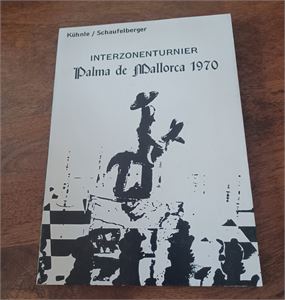 Kühnle / Schaufelberger
INTERZONENTURNIER
Palma de Mallorca 1970